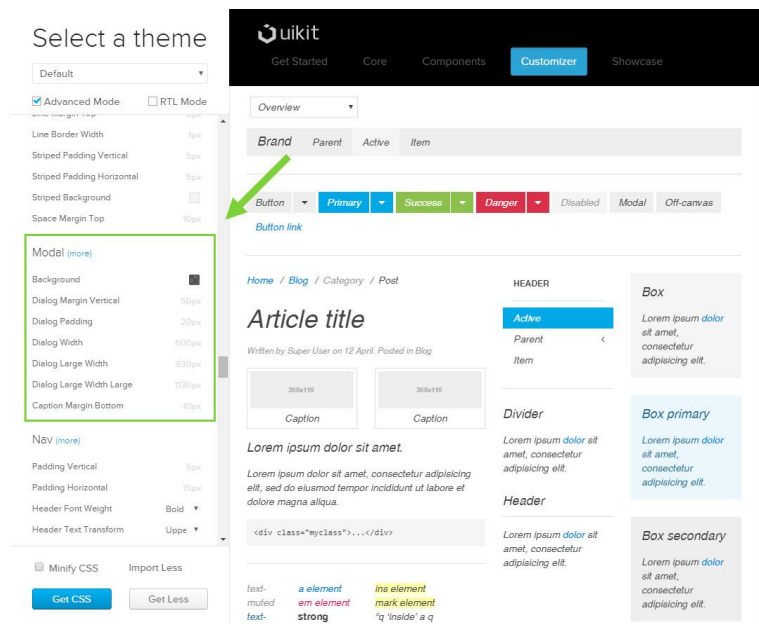 Select a theme
Default
Advanced Mode
RTL Mode
Line Margin Top 5px
Line Border Width 1px
Striped Padding Vertical 5px
Striped Padding Horizontal 5px
Striped Background
Space Margin Top 10px
Modal (more)
Background
Dialog Margin Vertical 50px
Dialog Padding 20px
Dialog Width 600px
Dialog Large Width 930px
Dialog Large Width Large 1130px
Caption Margin Bottom -10px
Nav (more)
Padding Vertical 5px
Padding Horizontal 15px
Header Font Weight Bold
Header Text Transform Uppe
Minify CSS
Import Less
Get CSS
Get Less
uikit
Get Started Core Components Customizer Showcase
Overview
Brand Parent Active Item
Button Primary Success Danger Disabled Modal Off-canvas
Button link
Home / Blog / Category / Post
Article title
Written by Super User on 12 April. Posted in Blog
300x110 300x110
Caption Caption
Lorem ipsum dolor sit amet.
Lorem ipsum dolor sit amet, consectetur adipisicing
elit, sed do eiusmod tempor incididunt ut labore et
dolore magna aliqua.
<div class="myclass">...</div>
text- a element ins element
muted em element mark element
text- strong "q 'inside' a q
HEADER
Active
Parent
Item
Divider
Lorem ipsum dolor sit
amet, consectetur
adipisicing elit.
Header
Lorem ipsum dolor sit
amet, consectetur
adipisicing elit.
Box
Lorem ipsum dolor
sit amet,
consectetur
adipisicing elit.
Box primary
Lorem ipsum dolor
sit amet,
consectetur
adipisicing elit.
Box secondary
Lorem ipsum dolor
sit amet,
consectetur
adipisicing elit.